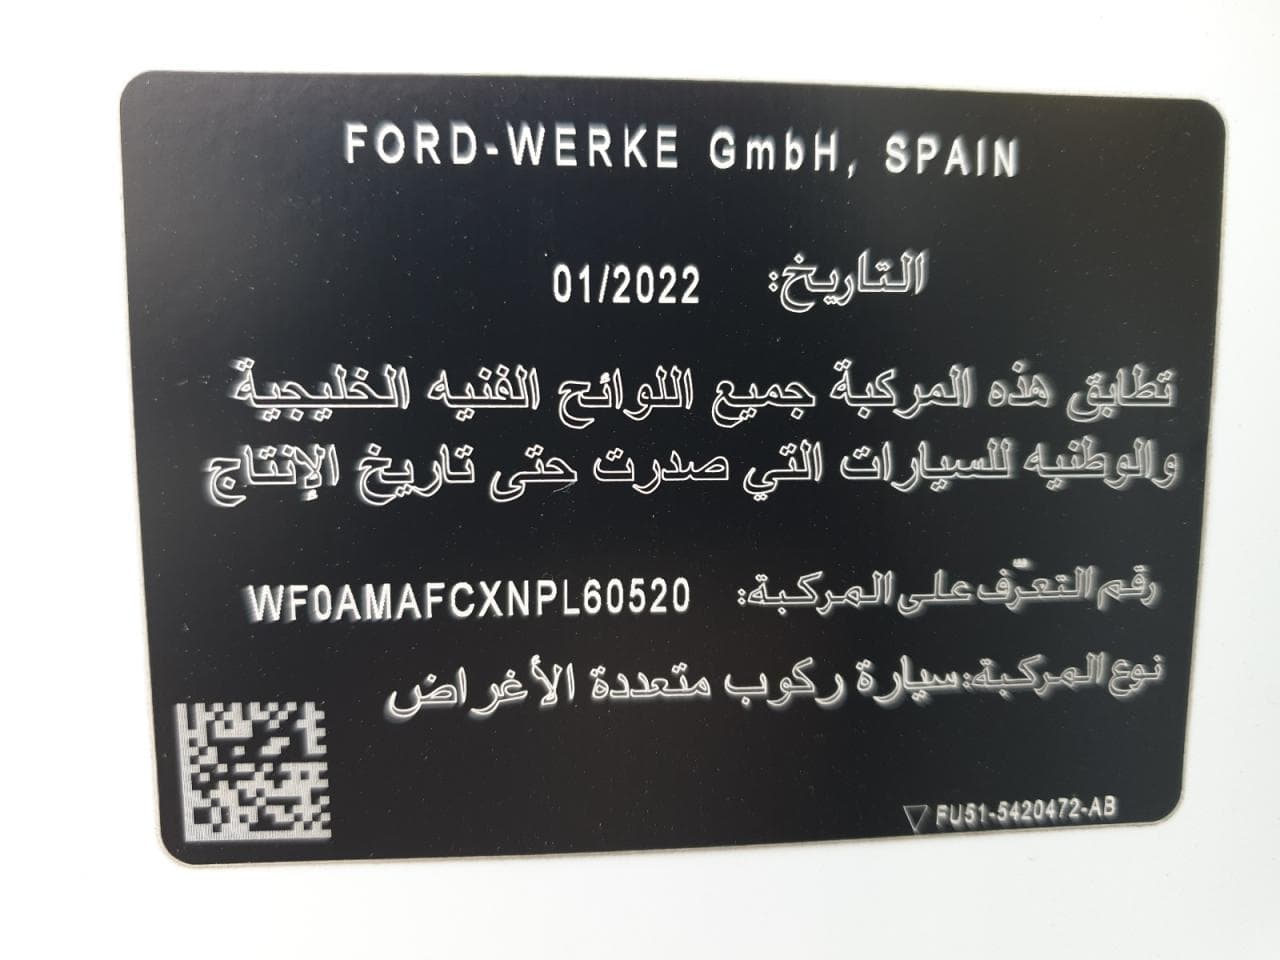 FORD-WERKE GmbH, SPAIN
التاريخ: 01/2022
تطابق هذه المركبة جميع اللوائح الفنيه الخليجية
والوطنيه للسيارات التي صدرت حتى تاريخ الإنتاج
رقم التعرّف على المركبة: WF0AMAFCXNPL60520
نوع المركبة: سيارة ركوب متعددة الأغراض
FU51-5420472-AB